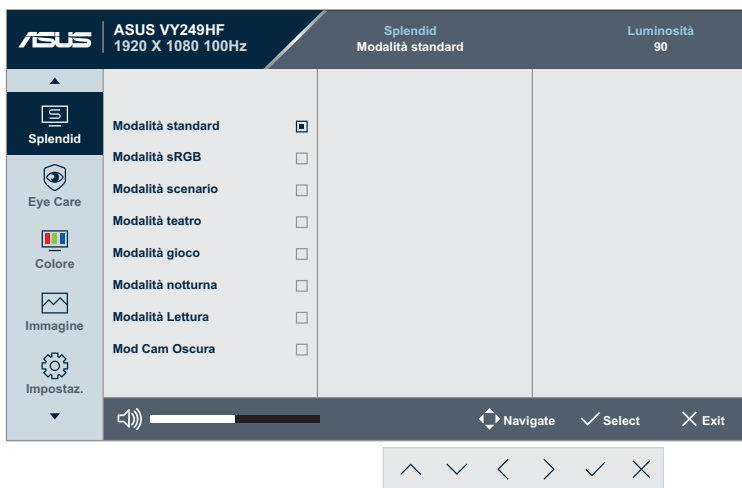 ASUS
ASUS VY249HF
1920 X 1080 100Hz
Splendid
Modalità standard
Luminosità
90
Splendid
Eye Care
Colore
Immagine
Impostaz.
Modalità standard
Modalità sRGB
Modalità scenario
Modalità teatro
Modalità gioco
Modalità notturna
Modalità Lettura
Mod Cam Oscura
Navigate
Select
Exit